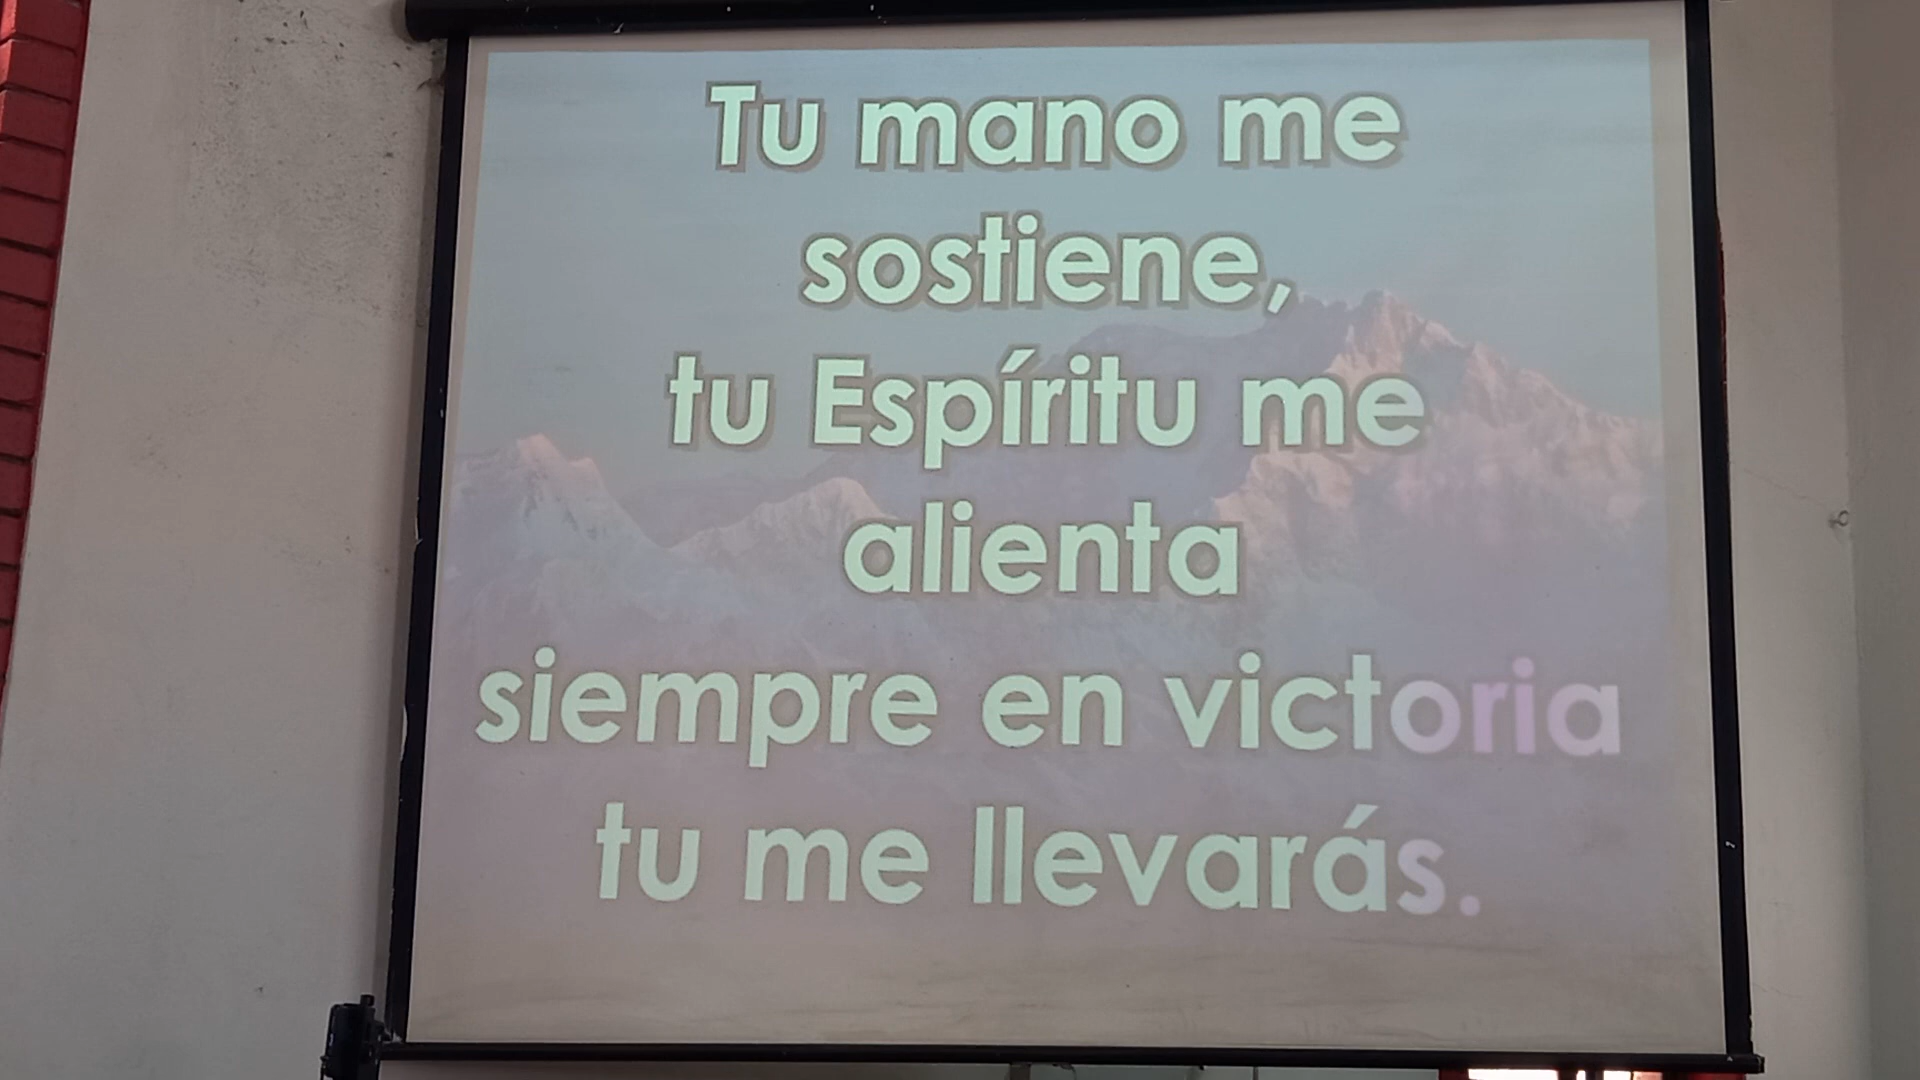 Tu mano me
sostiene,
tu Espíritu me
alienta
siempre en victoria
tu me llevarás.